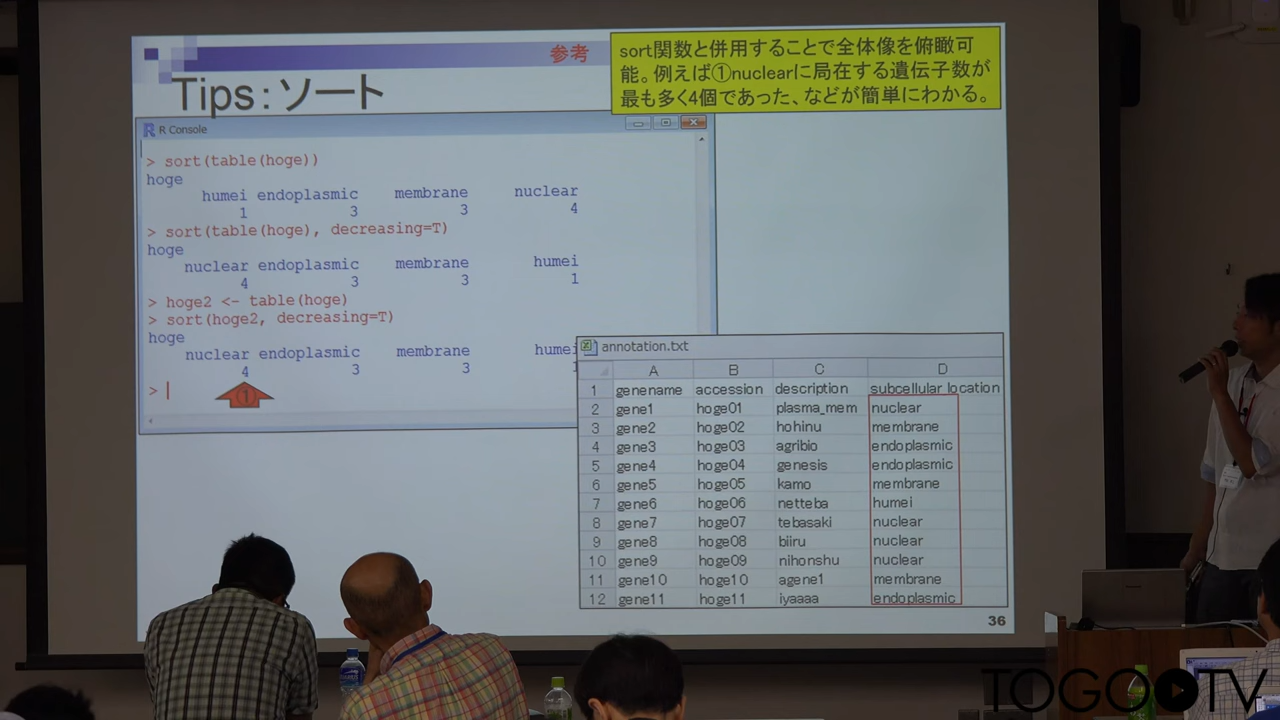 参考
Tips：ソート
sort関数と併用することで全体像を俯瞰可
能。例えば①nuclearに局在する遺伝子数が
最も多く4個であった、などが簡単にわかる。
R Console
> sort(table(hoge))
hoge
humei endoplasmic membrane nuclear
1 3 3 4
> sort(table(hoge), decreasing=T)
hoge
nuclear endoplasmic membrane humei
4 3 3 1
> hoge2 <- table(hoge)
> sort(hoge2, decreasing=T)
hoge
nuclear endoplasmic membrane humei
4 3 3 1
>
①
annotation.txt
A B C D
1 genename accession description subcellular location
2 gene1 hoge01 plasma_mem nuclear
3 gene2 hoge02 hohinu membrane
4 gene3 hoge03 agribio endoplasmic
5 gene4 hoge04 genesis endoplasmic
6 gene5 hoge05 kamo membrane
7 gene6 hoge06 netteba humei
8 gene7 hoge07 tebasaki nuclear
9 gene8 hoge08 biiru nuclear
10 gene9 hoge09 nihonshu nuclear
11 gene10 hoge10 agene1 membrane
12 gene11 hoge11 iyaaaa endoplasmic
36
TOGOTV